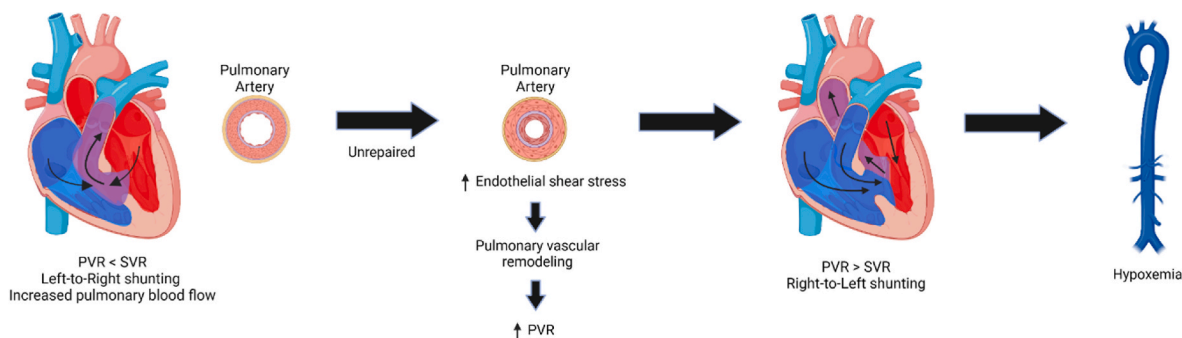 Pulmonary
Artery
PVR < SVR
Left-to-Right shunting
Increased pulmonary blood flow
Unrepaired
Pulmonary
Artery
↑ Endothelial shear stress
Pulmonary vascular
remodeling
↑ PVR
PVR > SVR
Right-to-Left shunting
Hypoxemia